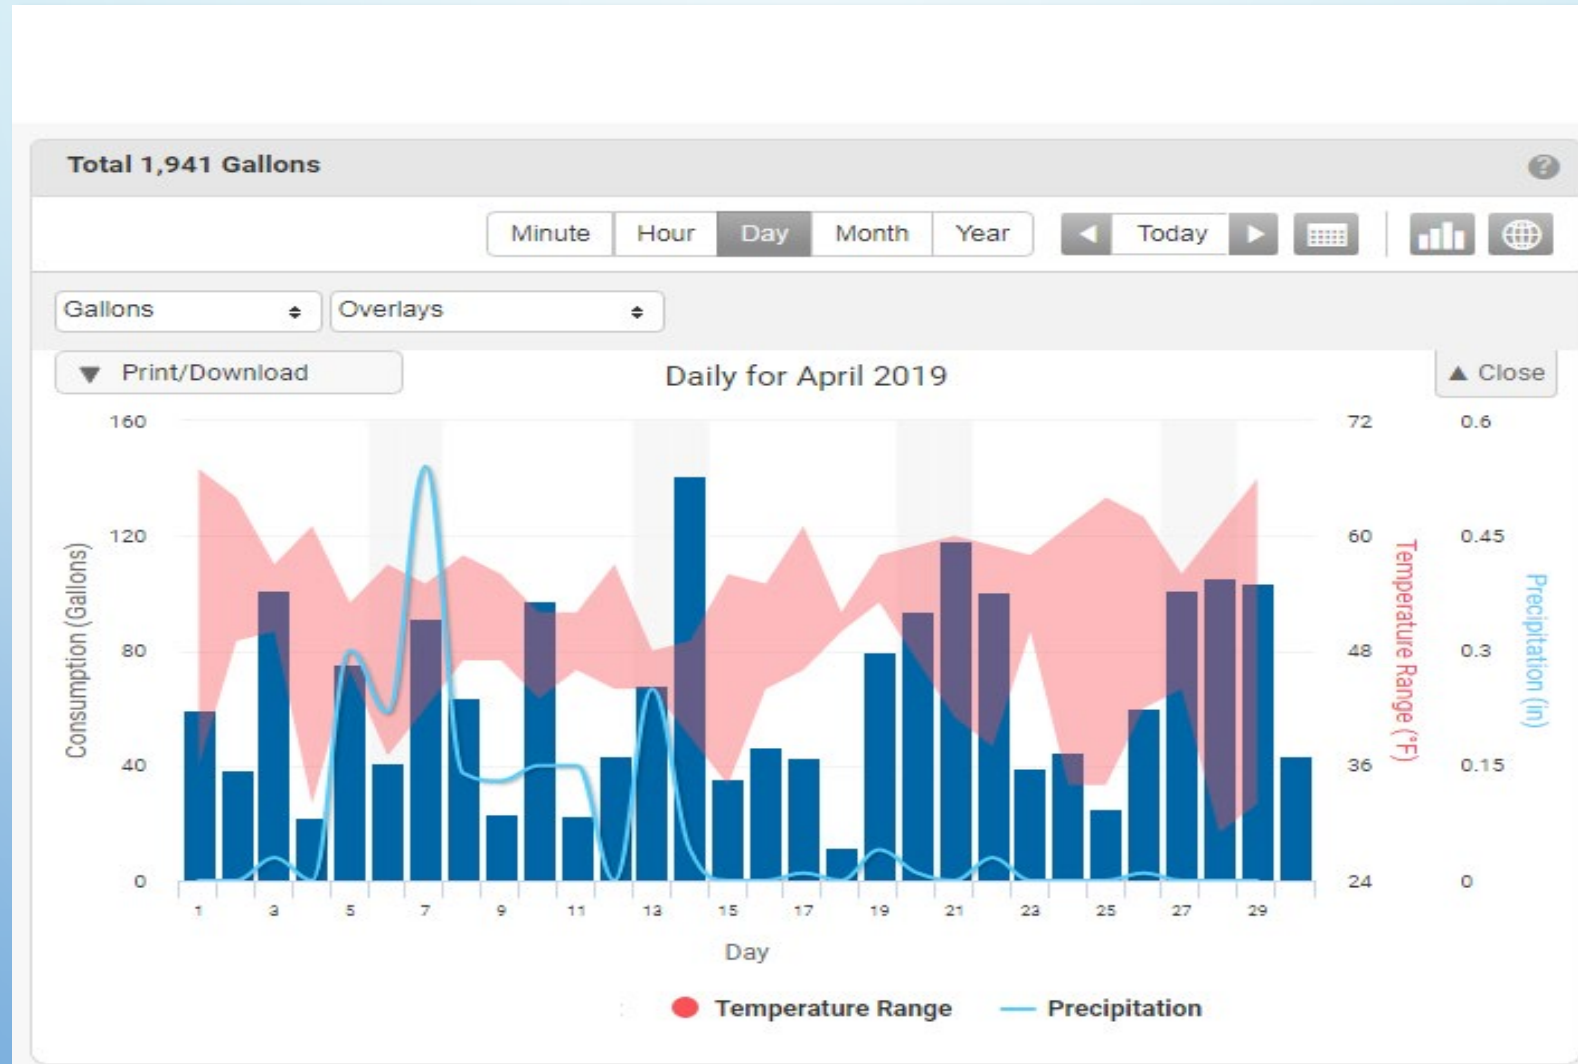 Total 1,941 Gallons
?
Minute Hour Day Month Year Today
Gallons Overlays
Print/Download Daily for April 2019 Close
160 72 0.6
120 60 0.45
80 48 0.3
40 36 0.15
0 24 0
Consumption (Gallons)
Temperature Range (°F)
Precipitation (in)
1 3 5 7 9 11 13 15 17 19 21 23 25 27 29
Day
Temperature Range Precipitation